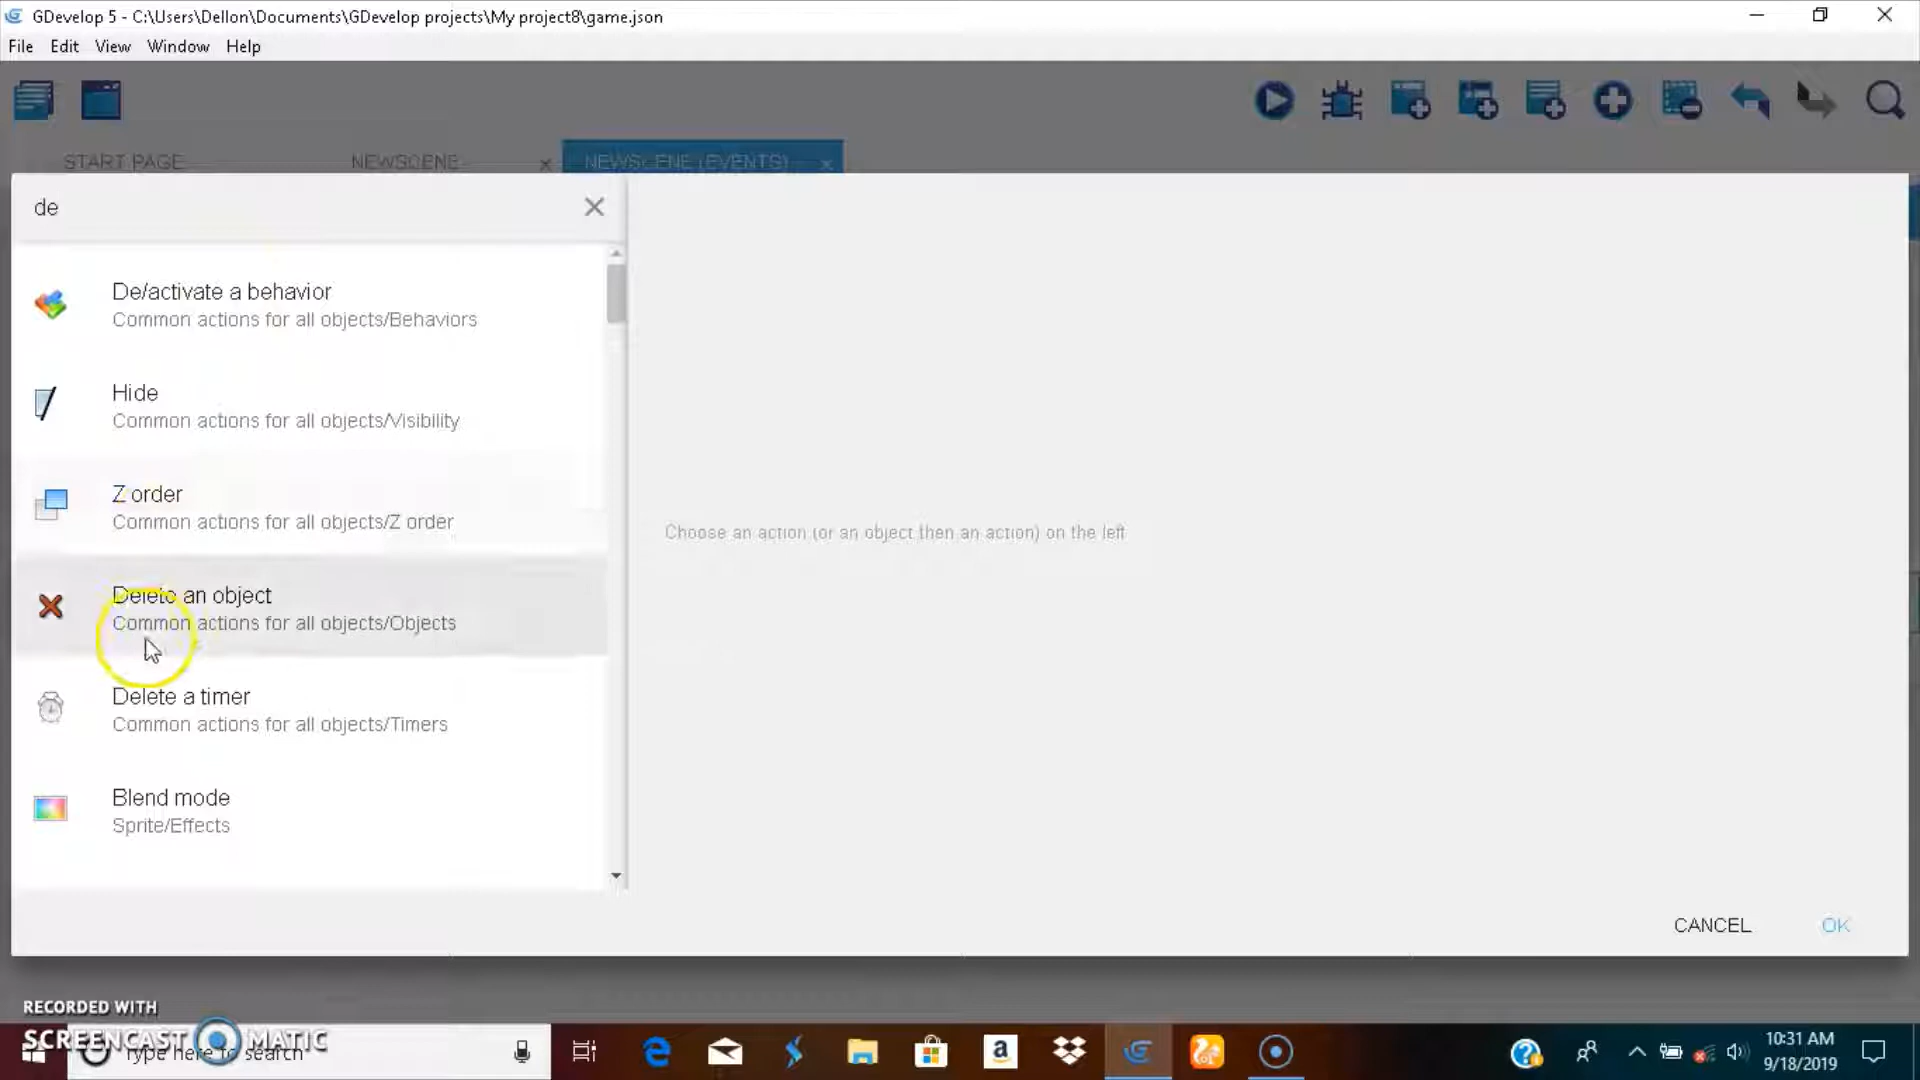 GDevelop 5 - C:\Users\Dellon\Documents\GDevelop projects\My project8\game.json
File Edit View Window Help
START PAGE NEWSCENE NEWSCENE (EVENTS)
de
De/activate a behavior
Common actions for all objects/Behaviors
Hide
Common actions for all objects/Visibility
Z order
Common actions for all objects/Z order
Choose an action (or an object then an action) on the left
Delete an object
Common actions for all objects/Objects
Delete a timer
Common actions for all objects/Timers
Blend mode
Sprite/Effects
CANCEL OK
RECORDED WITH
SCREENCAST MATIC
Type here to search
10:31 AM
9/18/2019